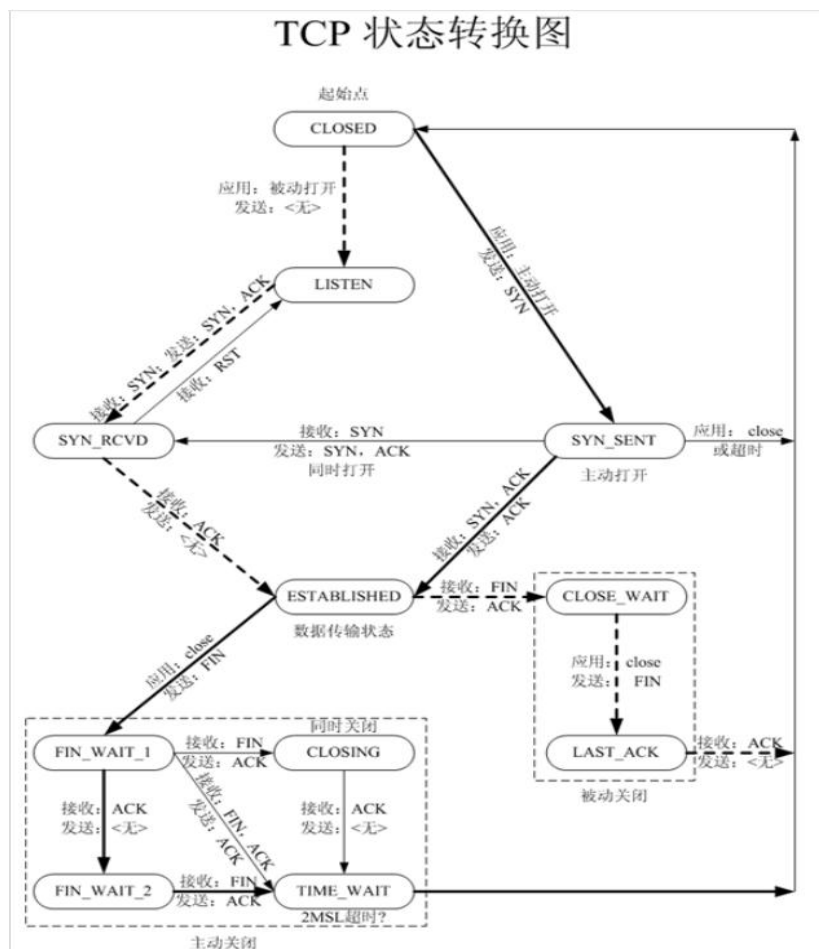 TCP 状态转换图
起始点
CLOSED
应用：被动打开
发送：<无>
应用：主动打开
发送：SYN
LISTEN
接收：SYN；发送：SYN，ACK
接收：RST
SYN_RCVD
接收：SYN
发送：SYN，ACK
同时打开
SYN_SENT
主动打开
应用： close
或超时
接收：ACK
发送：<无>
接收：SYN，ACK
发送：ACK
ESTABLISHED
数据传输状态
接收：FIN
发送：ACK
CLOSE_WAIT
应用：close
发送： FIN
应用：close
发送：FIN
LAST_ACK
接收：ACK
发送：<无>
被动关闭
同时关闭
FIN_WAIT_1
接收：FIN
发送：ACK
CLOSING
接收：ACK
发送：<无>
接收：FIN，ACK
发送：ACK
接收：ACK
发送：<无>
FIN_WAIT_2
接收：FIN
发送：ACK
TIME_WAIT
2MSL超时?
主动关闭